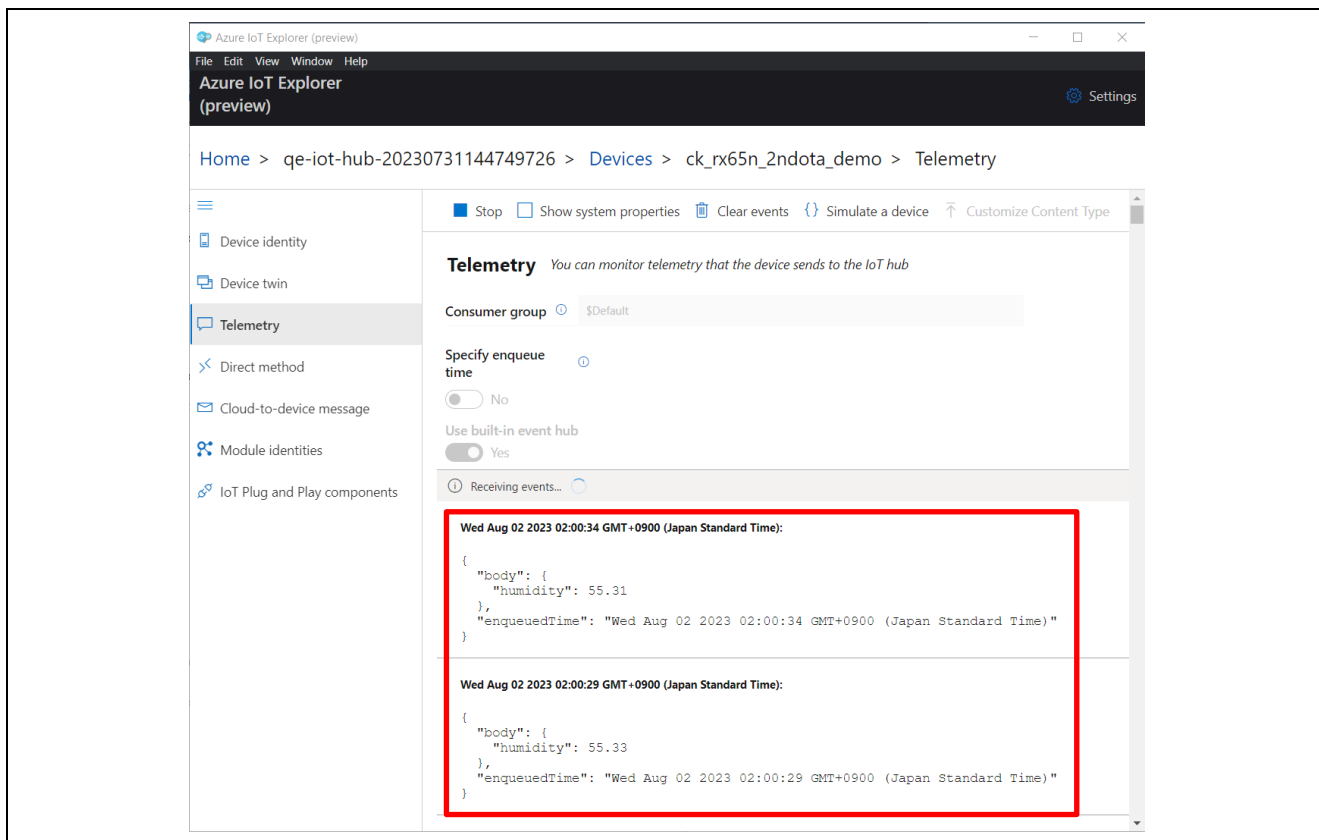 Azure IoT Explorer (preview)
File Edit View Window Help
Azure IoT Explorer
(preview)
Settings
Home > qe-iot-hub-20230731144749726 > Devices > ck_rx65n_2ndota_demo > Telemetry
Stop Show system properties Clear events {} Simulate a device Customize Content Type
Device identity
Device twin
Telemetry
Direct method
Cloud-to-device message
Module identities
IoT Plug and Play components
Telemetry You can monitor telemetry that the device sends to the IoT hub
Consumer group $Default
Specify enqueue
time
No
Use built-in event hub
Yes
Receiving events...
Wed Aug 02 2023 02:00:34 GMT+0900 (Japan Standard Time):
{
"body": {
"humidity": 55.31
},
"enqueuedTime": "Wed Aug 02 2023 02:00:34 GMT+0900 (Japan Standard Time)"
}
Wed Aug 02 2023 02:00:29 GMT+0900 (Japan Standard Time):
{
"body": {
"humidity": 55.33
},
"enqueuedTime": "Wed Aug 02 2023 02:00:29 GMT+0900 (Japan Standard Time)"
}